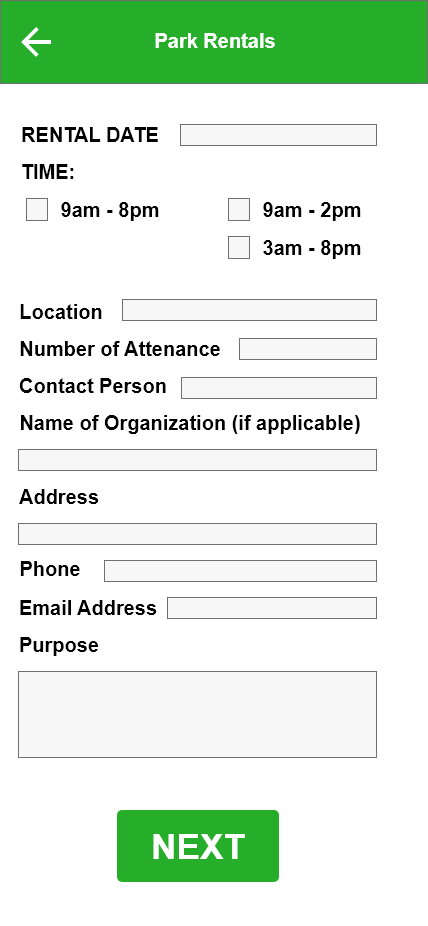 Park Rentals
RENTAL DATE
TIME:
9am - 8pm
9am - 2pm
3am - 8pm
Location
Number of Attenance
Contact Person
Name of Organization (if applicable)
Address
Phone
Email Address
Purpose
NEXT